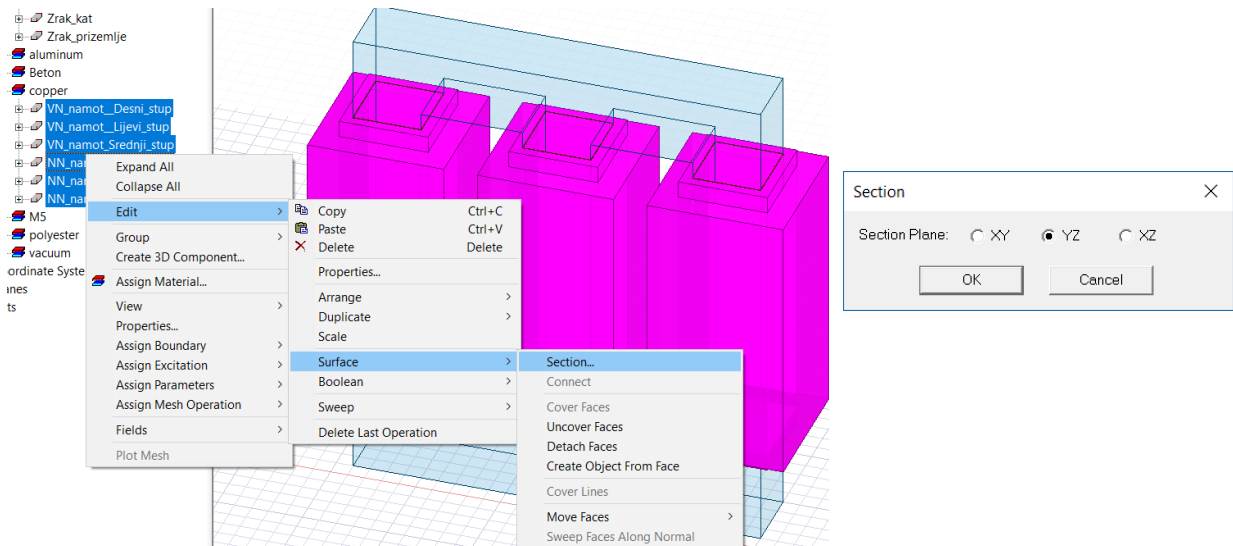 Zrak_kat
Zrak_prizemlje
aluminum
Beton
copper
VN_namot__Desni_stup
VN_namot__Lijevi_stup
VN_namot_Srednji_stup
NN_nar
NN_nar
NN_nar
M5
polyester
vacuum
oordinate Syste
anes
ts
Expand All
Collapse All
Edit
Group
Create 3D Component...
Assign Material...
View
Properties...
Assign Boundary
Assign Excitation
Assign Parameters
Assign Mesh Operation
Fields
Plot Mesh
Copy Ctrl+C
Paste Ctrl+V
Delete Delete
Properties...
Arrange
Duplicate
Scale
Surface
Boolean
Sweep
Delete Last Operation
Section...
Connect
Cover Faces
Uncover Faces
Detach Faces
Create Object From Face
Cover Lines
Move Faces
Sweep Faces Along Normal
Section
Section Plane: XY YZ XZ
OK Cancel